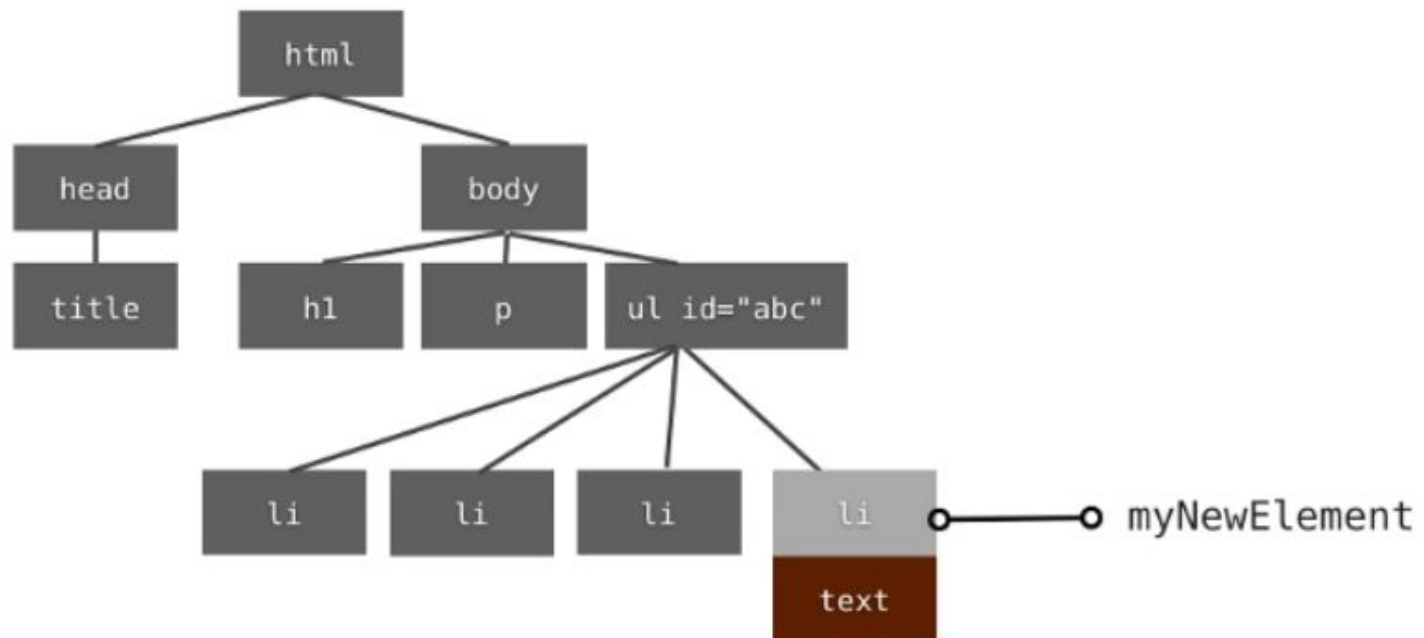 html
head
body
title
h1
p
ul id="abc"
li
li
li
li
myNewElement
text